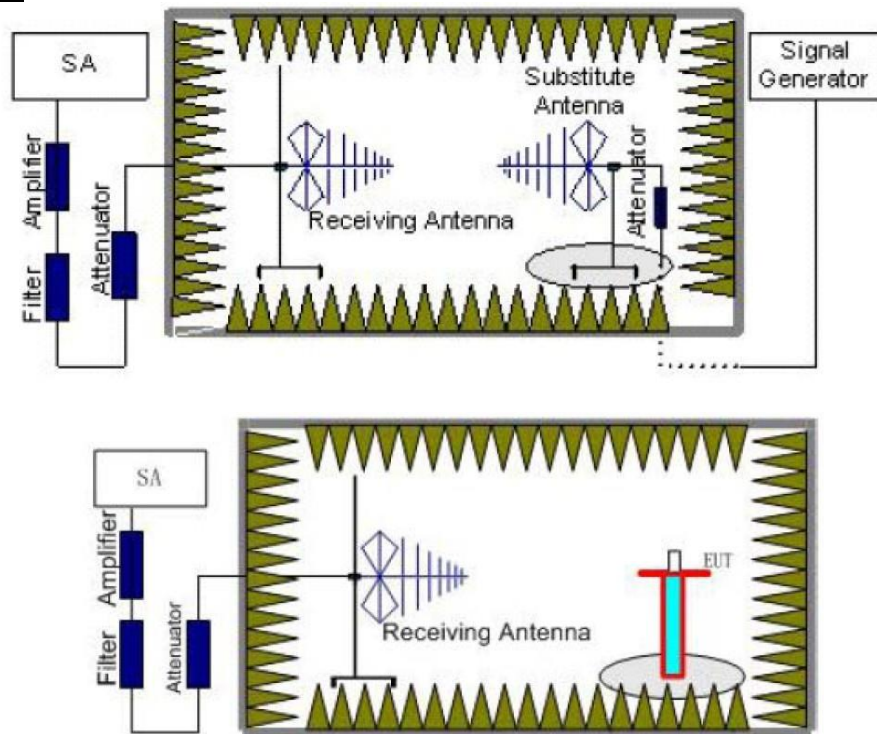 SA
Signal
Generator
Substitute
Antenna
Amplifier
Attenuator
Filter
Receiving Antenna
Attenuator
SA
Amplifier
Filter
Attenuator
EUT
Receiving Antenna